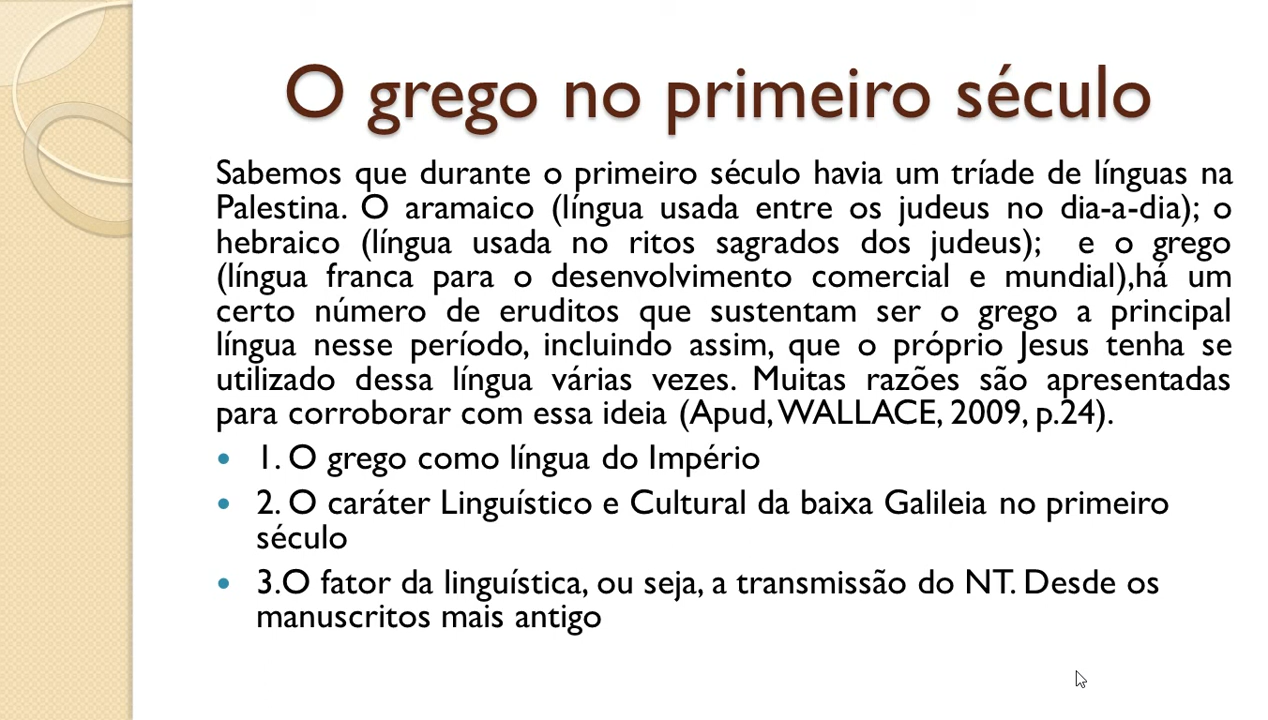 O grego no primeiro século
Sabemos que durante o primeiro século havia um tríade de línguas na
Palestina. O aramaico (língua usada entre os judeus no dia-a-dia); o
hebraico (língua usada no ritos sagrados dos judeus); e o grego
(língua franca para o desenvolvimento comercial e mundial),há um
certo número de eruditos que sustentam ser o grego a principal
língua nesse período, incluindo assim, que o próprio Jesus tenha se
utilizado dessa língua várias vezes. Muitas razões são apresentadas
para corroborar com essa ideia (Apud, WALLACE, 2009, p.24).
• 1. O grego como língua do Império
• 2. O caráter Linguístico e Cultural da baixa Galileia no primeiro
século
• 3.O fator da linguística, ou seja, a transmissão do NT. Desde os
manuscritos mais antigo